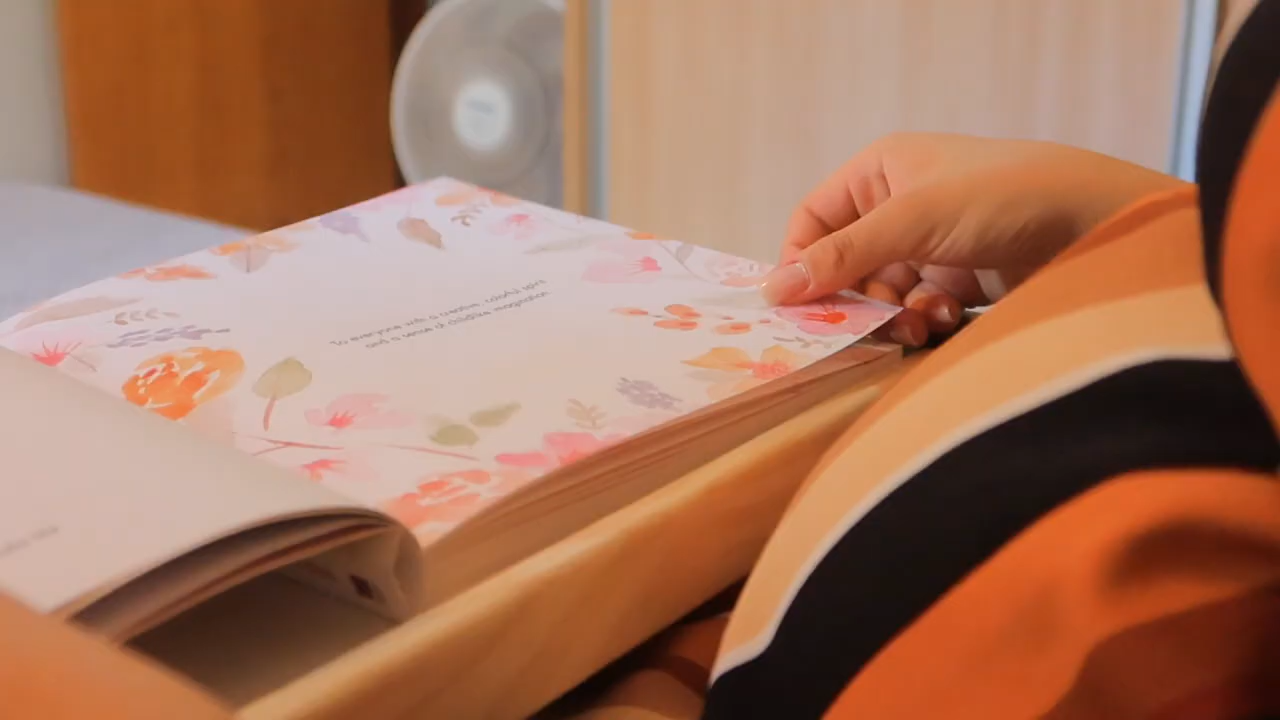 To everyone with a creative, colorful spirit
and a sense of childlike imagination